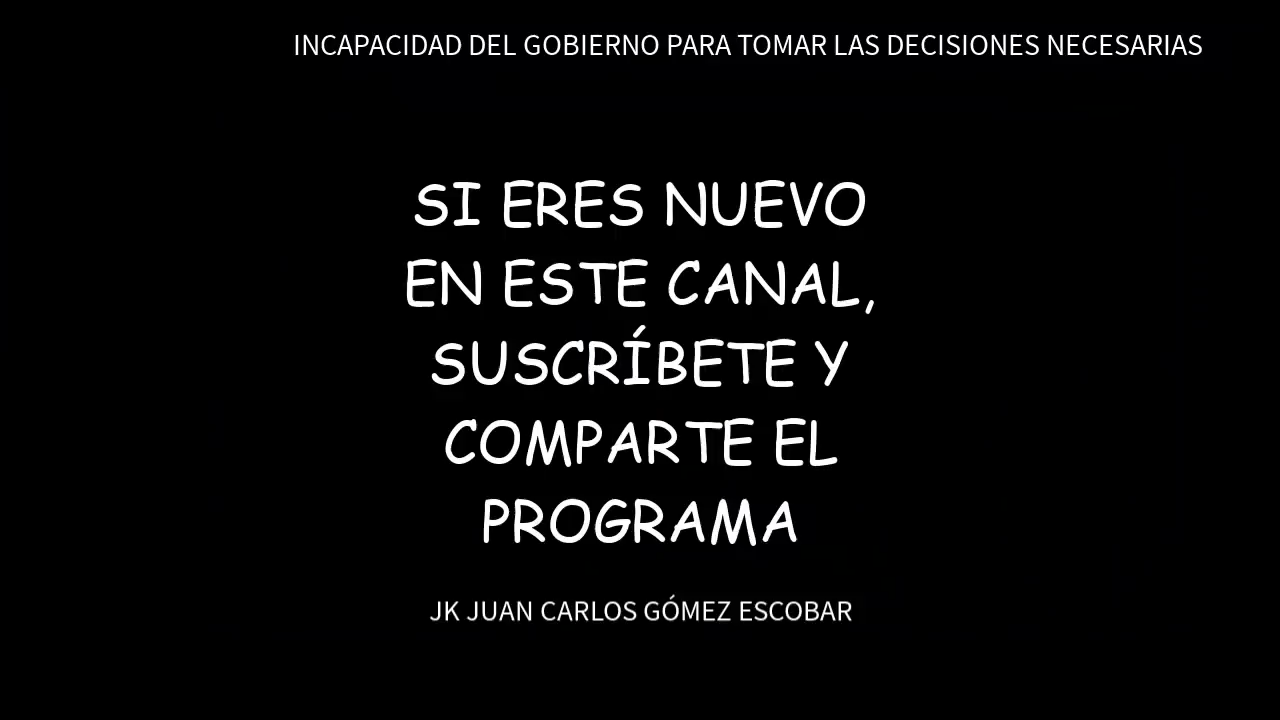 INCAPACIDAD DEL GOBIERNO PARA TOMAR LAS DECISIONES NECESARIAS
SI ERES NUEVO
EN ESTE CANAL,
SUSCRÍBETE Y
COMPARTE EL
PROGRAMA
JK JUAN CARLOS GÓMEZ ESCOBAR